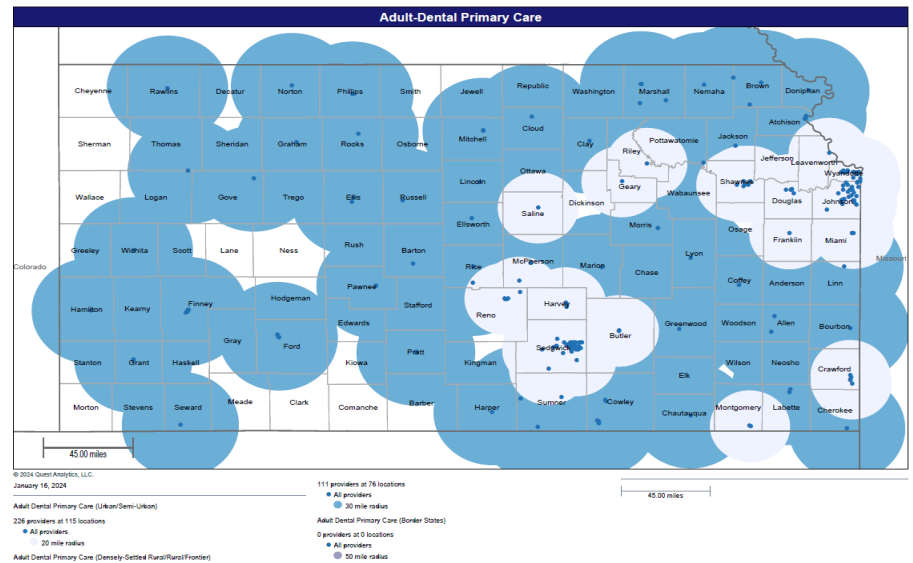 Adult-Dental Primary Care
Cheyenne Rawlins Decatur Norton Phillips Smith Jewell Republic Washington Marshall Nemaha Brown Doniphan
Atchison
Sherman Thomas Sheridan Graham Rooks Osborne Mitchell Cloud Clay Riley Pottawatomie Jackson
Jefferson Leavenworth
Wyandotte
Wallace Logan Gove Trego Ellis Russell Lincoln Ottawa Dickinson Geary Wabaunsee Shawnee Douglas Johnson
Saline
Ellsworth Morris Osage Franklin Miami
Greeley Wichita Scott Lane Ness Rush Barton Rice McPherson Marion Chase Lyon
Colorado Missouri
Coffey Anderson Linn
Hamilton Kearny Finney Hodgeman Pawnee Stafford Reno Harvey
Gray Ford Edwards Sedgwick Butler Greenwood Woodson Allen Bourbon
Stanton Grant Haskell Kiowa Pratt Kingman Elk Wilson Neosho Crawford
Morton Stevens Seward Meade Clark Comanche Barber Harper Sumner Cowley Chautauqua Montgomery Labette Cherokee
45.00 miles
© 2024 Quest Analytics, LLC.
January 16, 2024
Adult Dental Primary Care (Urban/Semi-Urban)
226 providers at 115 locations
All providers
20 mile radius
Adult Dental Primary Care (Densely-Settled Rural/Rural/Frontier)
111 providers at 76 locations
All providers
30 mile radius
Adult Dental Primary Care (Border States)
0 providers at 0 locations
All providers
50 mile radius
45.00 miles